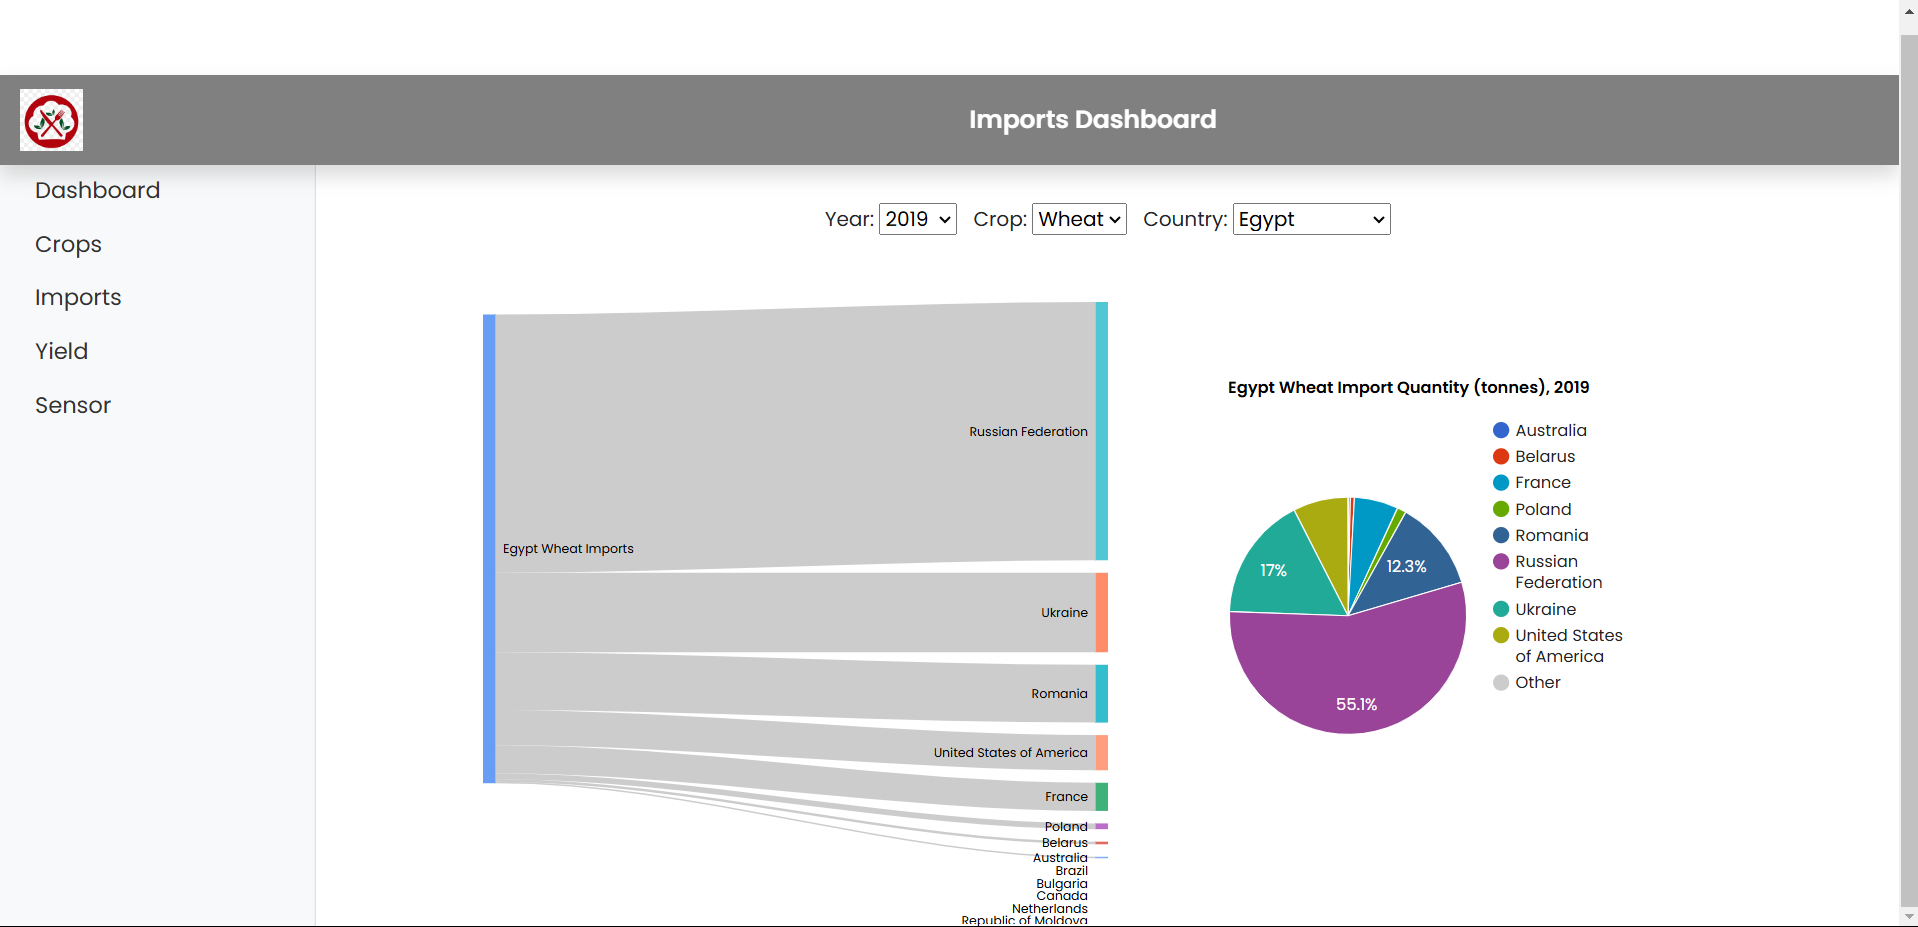 Imports Dashboard
Dashboard
Crops
Imports
Yield
Sensor
Year: 2019 Crop: Wheat Country: Egypt
Egypt Wheat Imports
Russian Federation
Ukraine
Romania
United States of America
France
Poland
Belarus
Australia
Brazil
Bulgaria
Canada
Netherlands
Republic of Moldova
Egypt Wheat Import Quantity (tonnes), 2019
17%
12.3%
55.1%
Australia
Belarus
France
Poland
Romania
Russian
Federation
Ukraine
United States
of America
Other